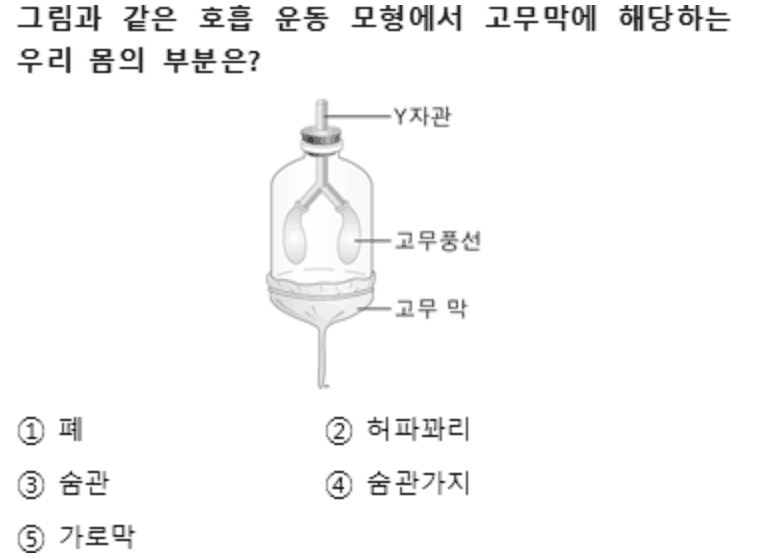 그림과 같은 호흡 운동 모형에서 고무막에 해당하는
우리 몸의 부분은?
Y자관
고무풍선
고무 막
① 폐
② 허파꽈리
③ 숨관
④ 숨관가지
⑤ 가로막